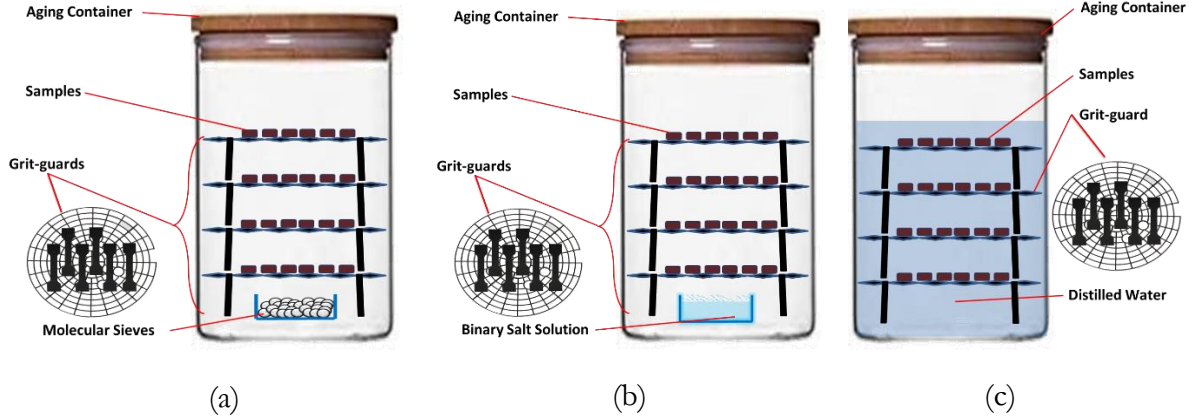 Aging Container
Samples
Grit-guards
Molecular Sieves
(a)
Aging Container
Samples
Grit-guards
Binary Salt Solution
(b)
Aging Container
Samples
Grit-guard
Distilled Water
(c)